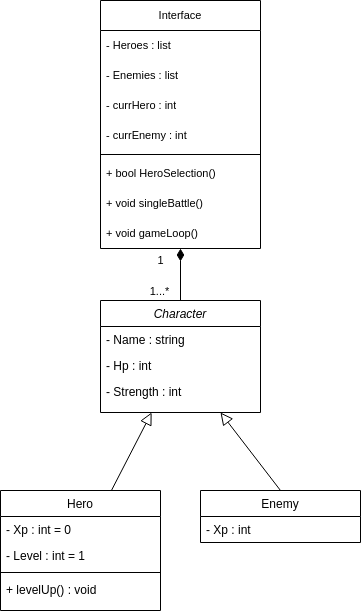 Interface
- Heroes : list
- Enemies : list
- currHero : int
- currEnemy : int
+ bool HeroSelection()
+ void singleBattle()
+ void gameLoop()
1
1...*
Character
- Name : string
- Hp : int
- Strength : int
Hero
- Xp : int = 0
- Level : int = 1
+ levelUp() : void
Enemy
- Xp : int